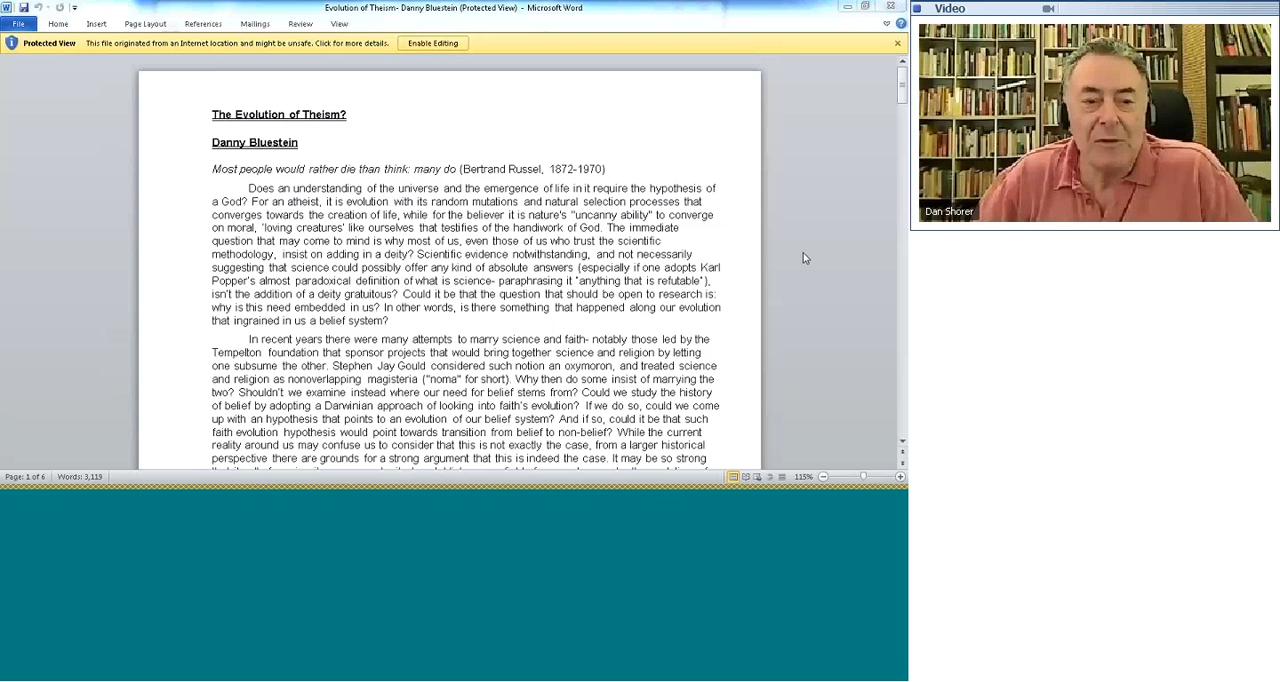 Evolution of Theism- Danny Bluestein (Protected View) - Microsoft Word
Video
File Home Insert Page Layout References Mailings Review View
Protected View This file originated from an Internet location and might be unsafe. Click for more details. Enable Editing
The Evolution of Theism?
Danny Bluestein
Most people would rather die than think: many do (Bertrand Russel, 1872-1970)
Does an understanding of the universe and the emergence of life in it require the hypothesis of
a God? For an atheist, it is evolution with its random mutations and natural selection processes that
converges towards the creation of life, while for the believer it is nature's "uncanny ability" to converge
on moral, 'loving creatures' like ourselves that testifies of the handiwork of God. The immediate
question that may come to mind is why most of us, even those of us who trust the scientific
methodology, insist on adding in a deity? Scientific evidence notwithstanding, and not necessarily
suggesting that science could possibly offer any kind of absolute answers (especially if one adopts Karl
Popper's almost paradoxical definition of what is science- paraphrasing it "anything that is refutable"),
isn't the addition of a deity gratuitous? Could it be that the question that should be open to research is:
why is this need embedded in us? In other words, is there something that happened along our evolution
that ingrained in us a belief system?
In recent years there were many attempts to marry science and faith- notably those led by the
Tempelton foundation that sponsor projects that would bring together science and religion by letting
one subsume the other. Stephen Jay Gould considered such notion an oxymoron, and treated science
and religion as nonoverlapping magisteria ("noma" for short). Why then do some insist of marrying the
two? Shouldn't we examine instead where our need for belief stems from? Could we study the history
of belief by adopting a Darwinian approach of looking into faith's evolution? If we do so, could we come
up with an hypothesis that points to an evolution of our belief system? And if so, could it be that such
faith evolution hypothesis would point towards transition from belief to non-belief? While the current
reality around us may confuse us to consider that this is not exactly the case, from a larger historical
perspective there are grounds for a strong argument that this is indeed the case. It may be so strong
Page: 1 of 6 Words: 3,119 115%
Dan Shorer